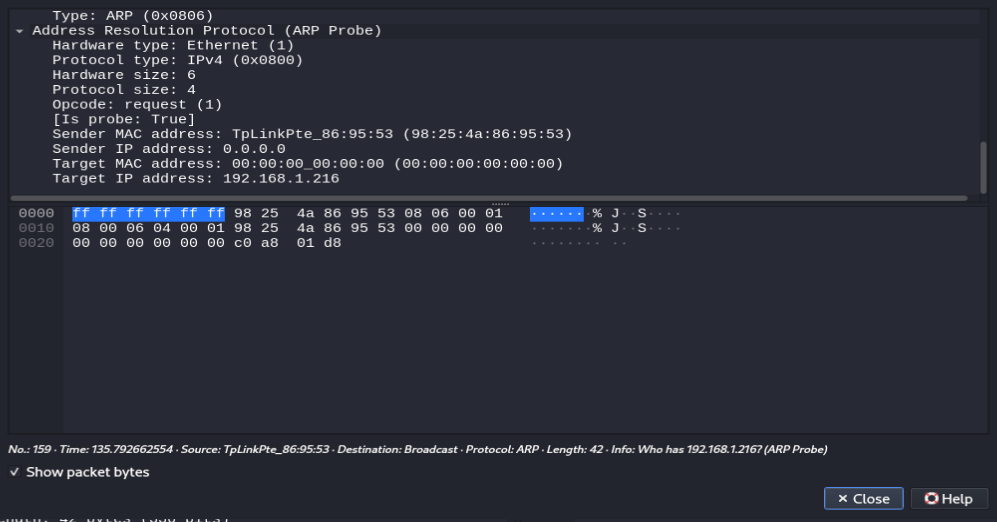 Type: ARP (0x0806)
Address Resolution Protocol (ARP Probe)
Hardware type: Ethernet (1)
Protocol type: IPv4 (0x0800)
Hardware size: 6
Protocol size: 4
Opcode: request (1)
[Is probe: True]
Sender MAC address: TpLinkPte_86:95:53 (98:25:4a:86:95:53)
Sender IP address: 0.0.0.0
Target MAC address: 00:00:00_00:00:00 (00:00:00:00:00:00)
Target IP address: 192.168.1.216
0000 ff ff ff ff ff ff 98 25 4a 86 95 53 08 06 00 01 ·······% J··S····
0010 08 00 06 04 00 01 98 25 4a 86 95 53 00 00 00 00 ·······% J··S····
0020 00 00 00 00 00 00 c0 a8 01 d8 ········ ··
No.: 159 · Time: 135.792662554 · Source: TpLinkPte_86:95:53 · Destination: Broadcast · Protocol: ARP · Length: 42 · Info: Who has 192.168.1.216? (ARP Probe)
✓ Show packet bytes
× Close
Help